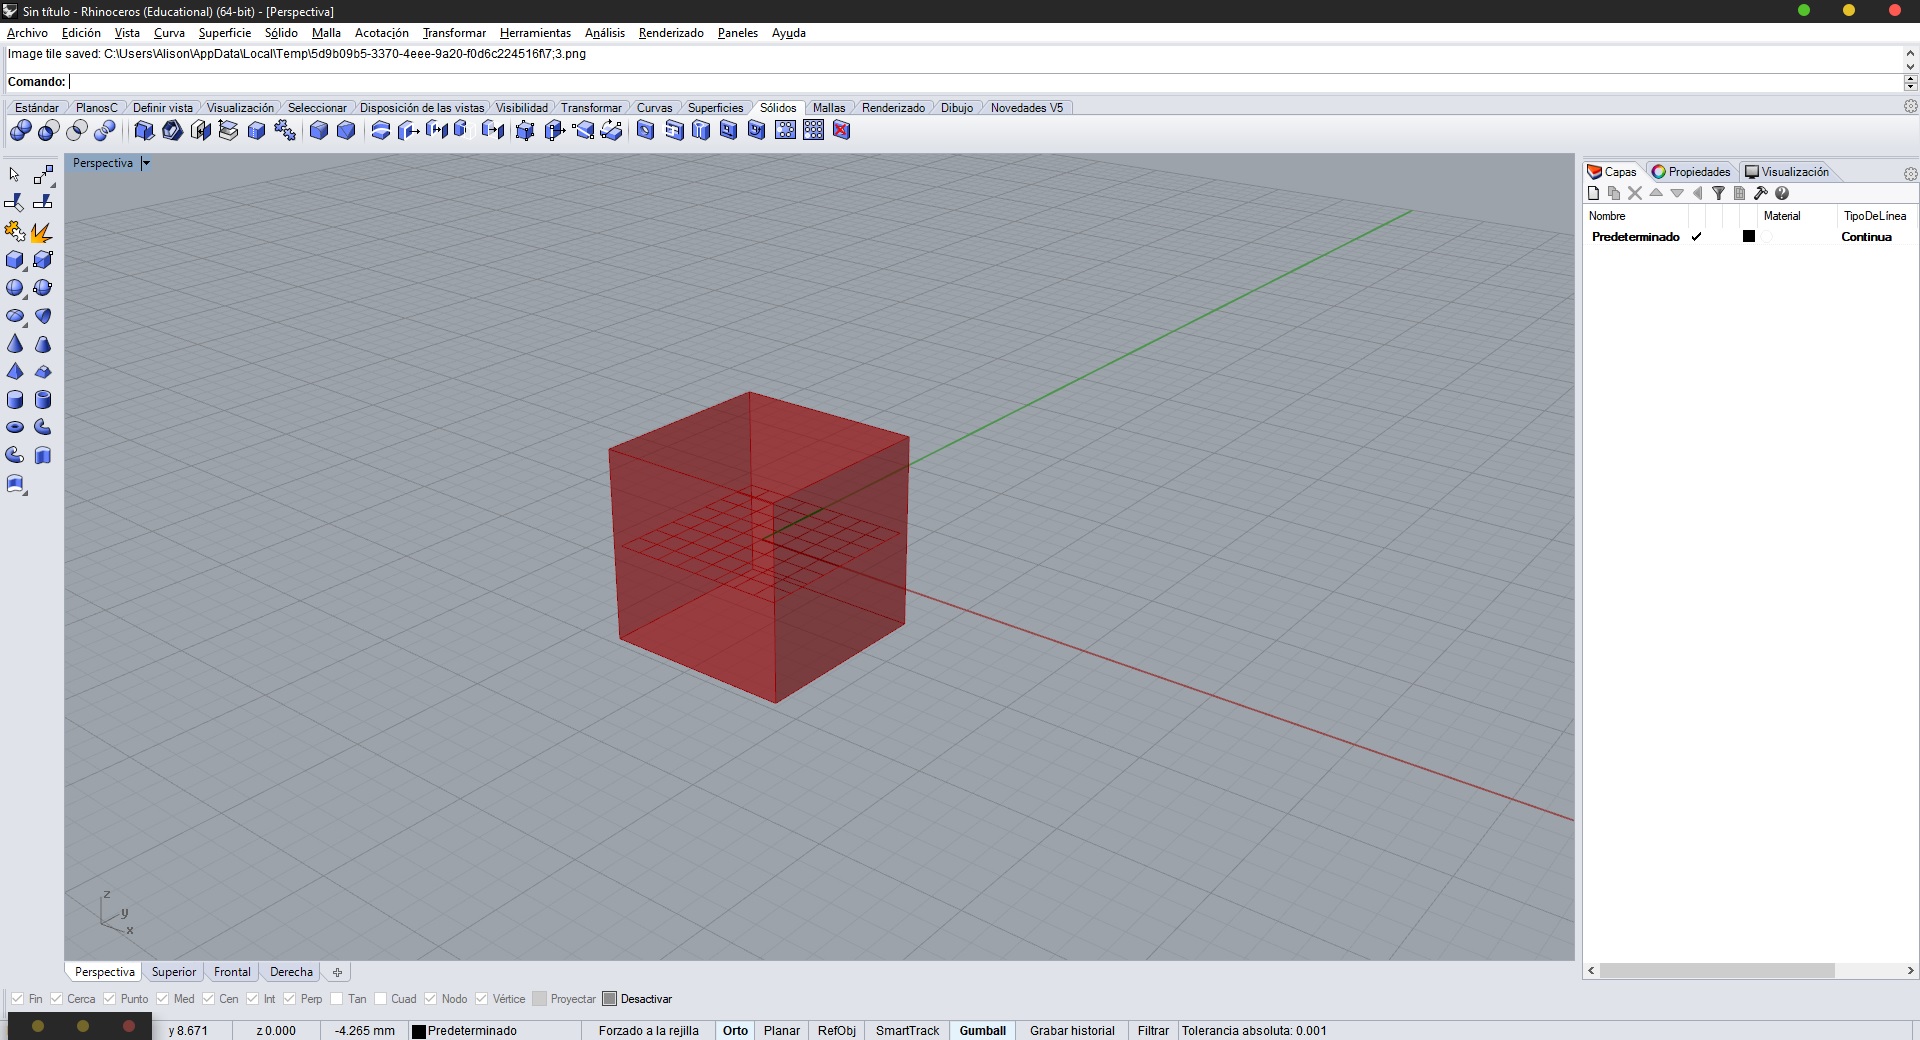 Sin título - Rhinoceros (Educational) (64-bit) - [Perspectiva]
Archivo Edición Vista Curva Superficie Sólido Malla Acotación Transformar Herramientas Análisis Renderizado Paneles Ayuda
Image tile saved: C:\Users\Alison\AppData\Local\Temp\5d9b09b5-3370-4eee-9a20-f0d6c224516f\7;3.png
Comando:
Estándar PlanosC Definir vista Visualización Seleccionar Disposición de las vistas Visibilidad Transformar Curvas Superficies Sólidos Mallas Renderizado Dibujo Novedades V5
Perspectiva
Capas Propiedades Visualización
Nombre Material TipoDeLínea
Predeterminado Continua
z
y
x
Perspectiva Superior Frontal Derecha
Fin Cerca Punto Med Cen Int Perp Tan Cuad Nodo Vértice Proyectar Desactivar
y 8.671 z 0.000 -4.265 mm Predeterminado Forzado a la rejilla Orto Planar RefObj SmartTrack Gumball Grabar historial Filtrar Tolerancia absoluta: 0.001